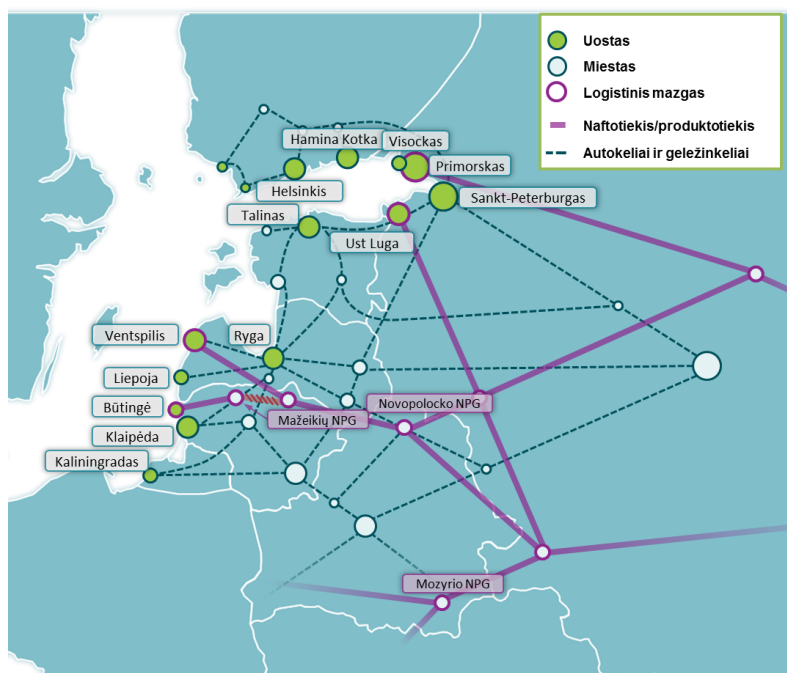 Uostas
Miestas
Logistinis mazgas
Naftotiekis/produktotiekis
Autokeliai ir geležinkeliai
Hamina Kotka
Visockas
Primorskas
Helsinkis
Sankt-Peterburgas
Talinas
Ust Luga
Ventspilis
Ryga
Liepoja
Būtingė
Novopolocko NPG
Mažeikių NPG
Klaipėda
Kaliningradas
Mozyrio NPG